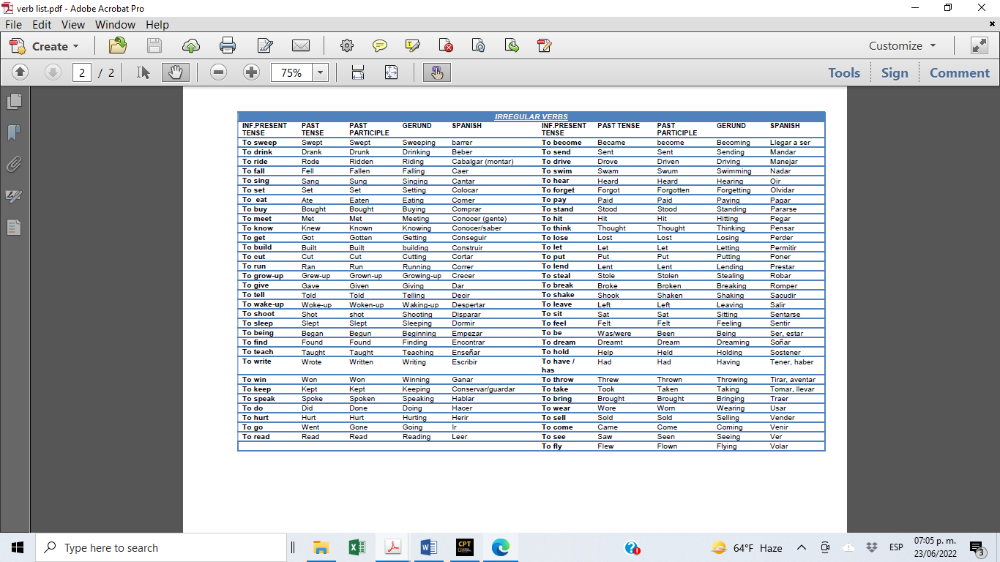 verb list.pdf - Adobe Acrobat Pro
File Edit View Window Help
Create Customize
2 / 2 75% Tools Sign Comment
IRREGULAR VERBS
INF.PRESENT TENSE PAST TENSE PAST PARTICIPLE GERUND SPANISH INF.PRESENT TENSE PAST TENSE PAST PARTICIPLE GERUND SPANISH
To sweep Swept Swept Sweeping barrer To become Became become Becoming Llegar a ser
To drink Drank Drunk Drinking Beber To send Sent Sent Sending Mandar
To ride Rode Ridden Riding Cabalgar (montar) To drive Drove Driven Driving Manejar
To fall Fell Fallen Falling Caer To swim Swam Swum Swimming Nadar
To sing Sang Sung Singing Cantar To hear Heard Heard Hearing Oir
To set Set Set Setting Colocar To forget Forgot Forgotten Forgetting Olvidar
To eat Ate Eaten Eating Comer To pay Paid Paid Paying Pagar
To buy Bought Bought Buying Comprar To stand Stood Stood Standing Pararse
To meet Met Met Meeting Conocer (gente) To hit Hit Hit Hitting Pegar
To know Knew Known Knowing Conocer/saber To think Thought Thought Thinking Pensar
To get Got Gotten Getting Conseguir To lose Lost Lost Losing Perder
To build Built Built building Construir To let Let Let Letting Permitir
To cut Cut Cut Cutting Cortar To put Put Put Putting Poner
To run Ran Run Running Correr To lend Lent Lent Lending Prestar
To grow-up Grew-up Grown-up Growing-up Crecer To steal Stole Stolen Stealing Robar
To give Gave Given Giving Dar To break Broke Broken Breaking Romper
To tell Told Told Telling Decir To shake Shook Shaken Shaking Sacudir
To wake-up Woke-up Woken-up Waking-up Despertar To leave Left Left Leaving Salir
To shoot Shot shot Shooting Disparar To sit Sat Sat Sitting Sentarse
To sleep Slept Slept Sleeping Dormir To feel Felt Felt Feeling Sentir
To being Began Begun Beginning Empezar To be Was/were Been Being Ser, estar
To find Found Found Finding Encontrar To dream Dreamt Dream Dreaming Soñar
To teach Taught Taught Teaching Enseñar To hold Help Held Holding Sostener
To write Wrote Written Writing Escribir To have / has Had Had Having Tener, haber
To win Won Won Winning Ganar To throw Threw Thrown Throwing Tirar, aventar
To keep Kept Kept Keeping Conservar/guardar To take Took Taken Taking Tomar, llevar
To speak Spoke Spoken Speaking Hablar To bring Brought Brought Bringing Traer
To do Did Done Doing Hacer To wear Wore Worn Wearing Usar
To hurt Hurt Hurt Hurting Herir To sell Sold Sold Selling Vender
To go Went Gone Going Ir To come Came Come Coming Venir
To read Read Read Reading Leer To see Saw Seen Seeing Ver
To fly Flew Flown Flying Volar
Type here to search CPT 64°F Haze ESP 07:05 p. m.
23/06/2022 3